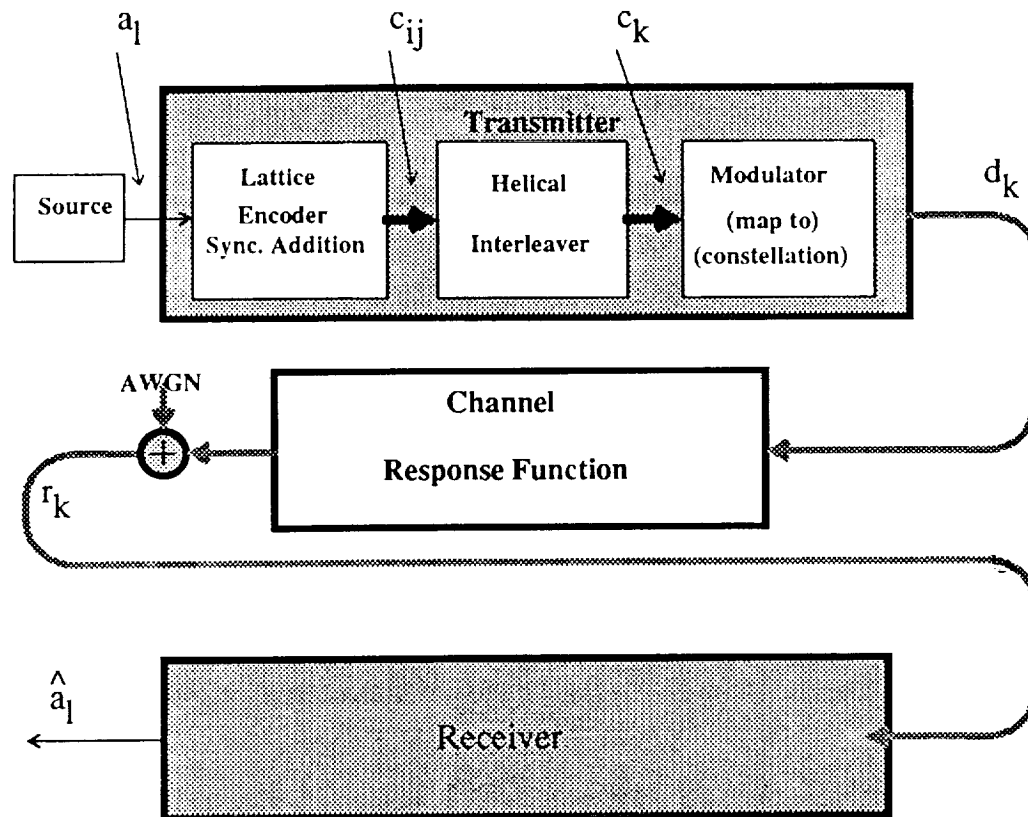 a_l
c_ij
c_k
Transmitter
Source
Lattice
Encoder
Sync. Addition
Helical
Interleaver
Modulator
(map to)
(constellation)
d_k
AWGN
+
Channel
Response Function
r_k
â_l
Receiver